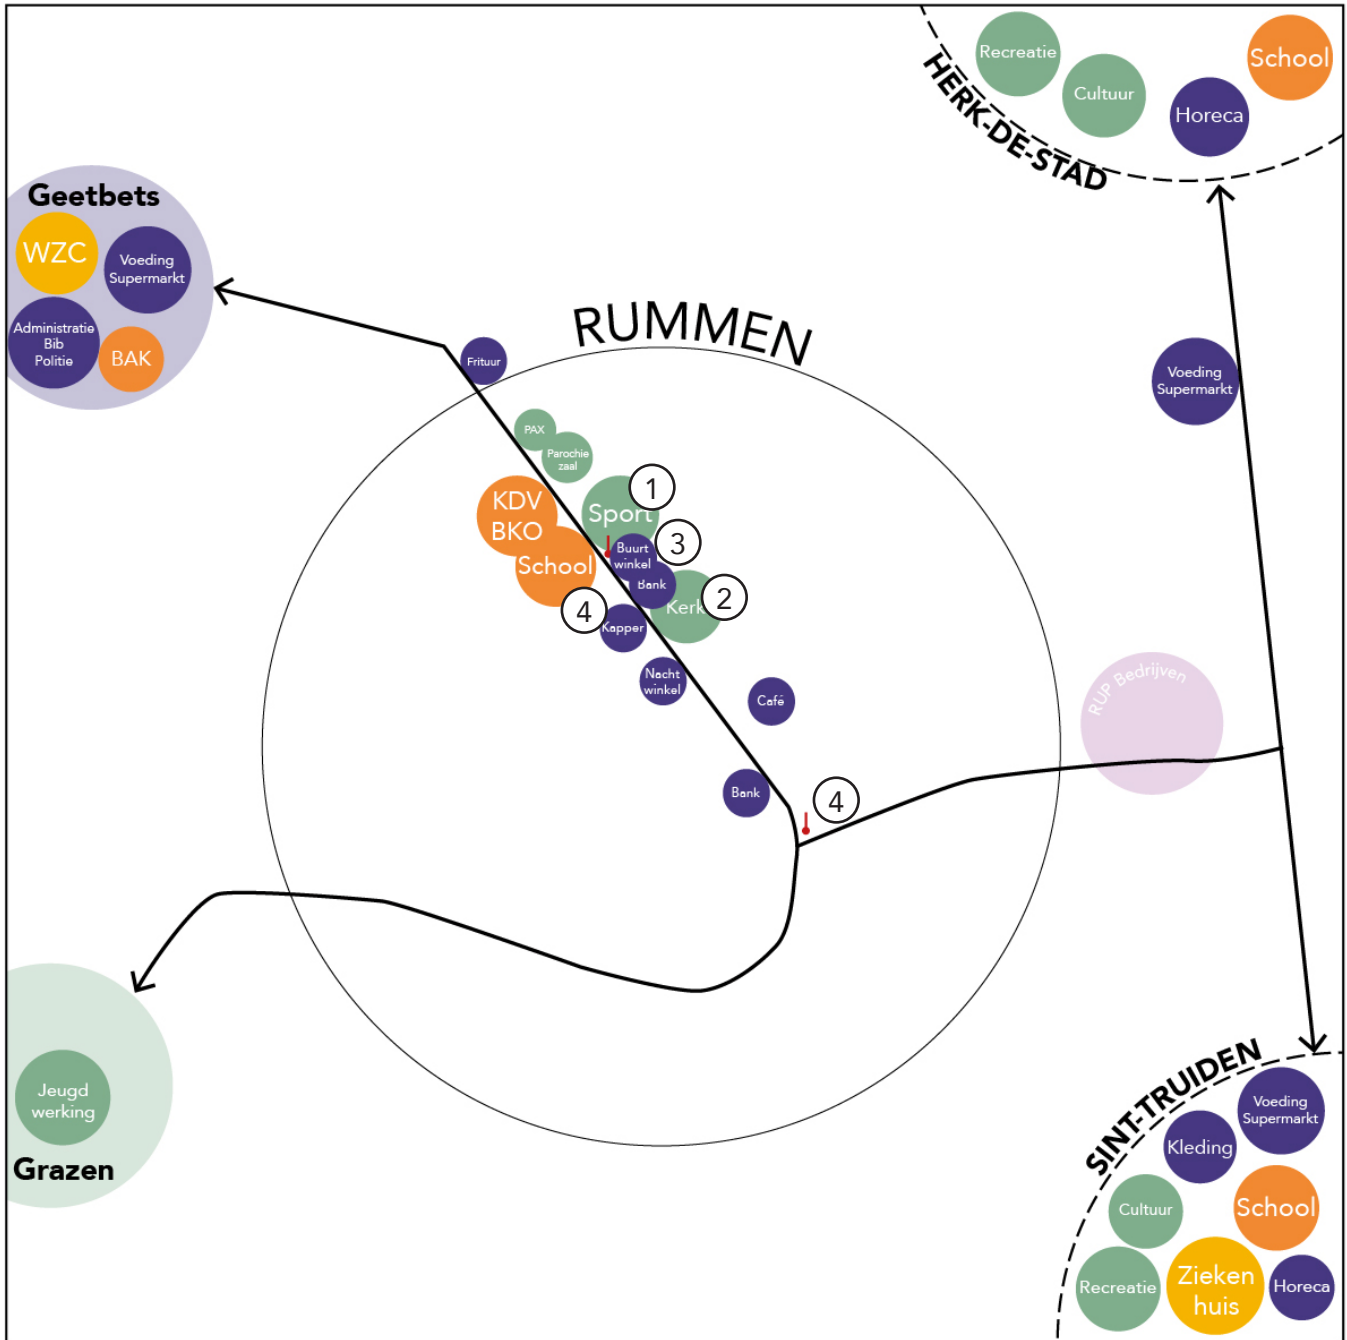 Recreatie
School
Cultuur
Horeca
HERK-DE-STAD
Geetbets
WZC
Voeding
Supermarkt
Administratie
Bib
Politie
BAK
RUMMEN
Frituur
Voeding
Supermarkt
PAX
Parochie
zaal
1
KDV
BKO
Sport
3
Buurt
winkel
School
Bank
2
Kerk
4
Kapper
Nacht
winkel
Café
RUP Bedrijven
Bank
4
Jeugd
werking
Grazen
SINT-TRUIDEN
Voeding
Supermarkt
Kleding
Cultuur
School
Recreatie
Zieken
huis
Horeca